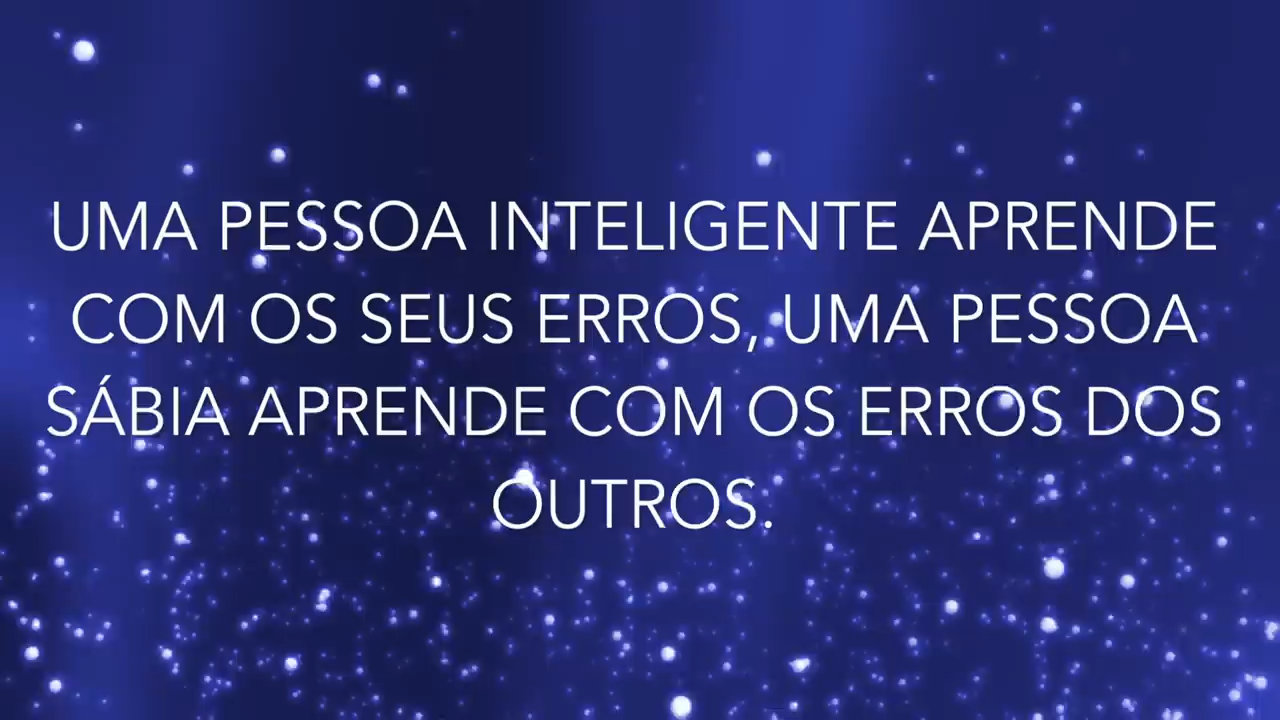 UMA PESSOA INTELIGENTE APRENDE
COM OS SEUS ERROS, UMA PESSOA
SÁBIA APRENDE COM OS ERROS DOS
OUTROS.